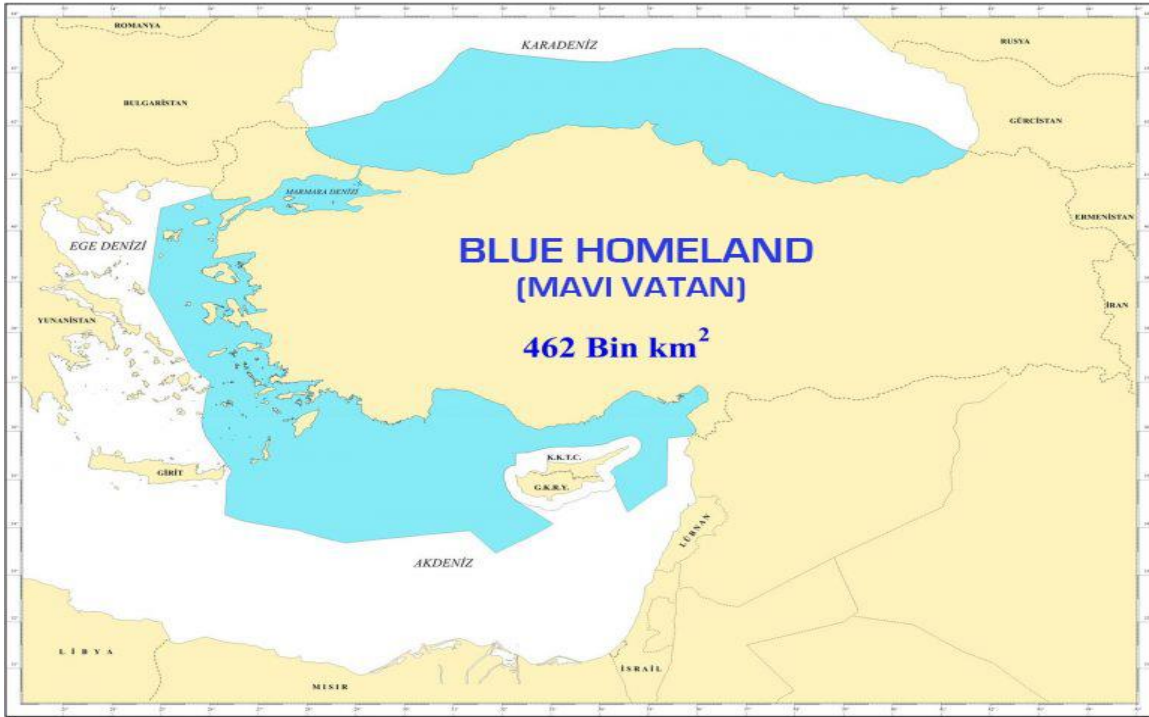 ROMANYA
KARADENİZ
RUSYA
BULGARİSTAN
GÜRCİSTAN
MARMARA DENİZİ
ERMENİSTAN
EGE DENİZİ
BLUE HOMELAND
(MAVI VATAN)
İRAN
YUNANİSTAN
462 Bin km²
K.K.T.C.
GİRİT
G.K.R.Y.
LÜBNAN
AKDENİZ
LİBYA
İSRAİL
MISIR